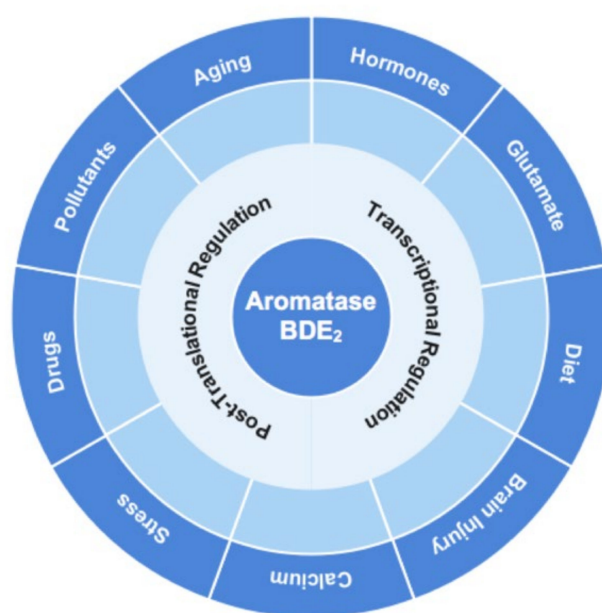 Aging
Hormones
Glutamate
Diet
Brain Injury
Calcium
Stress
Drugs
Pollutants
Post-Translational Regulation
Transcriptional Regulation
Aromatase
BDE₂